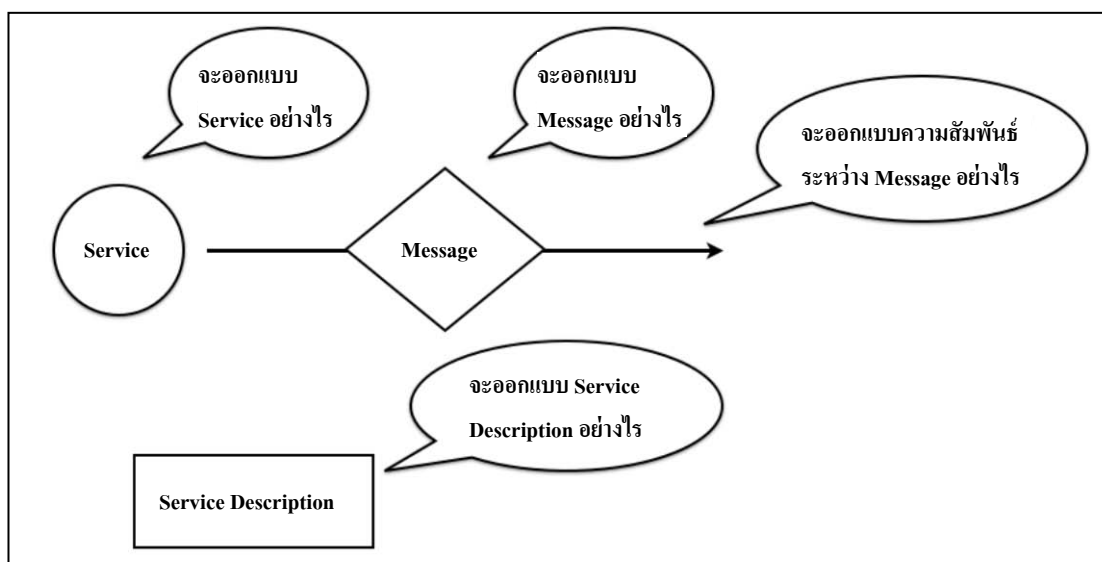 จะออกแบบ
Service อย่างไร
จะออกแบบ
Message อย่างไร
จะออกแบบความสัมพันธ์
ระหว่าง Message อย่างไร
Service
Message
จะออกแบบ Service
Description อย่างไร
Service Description